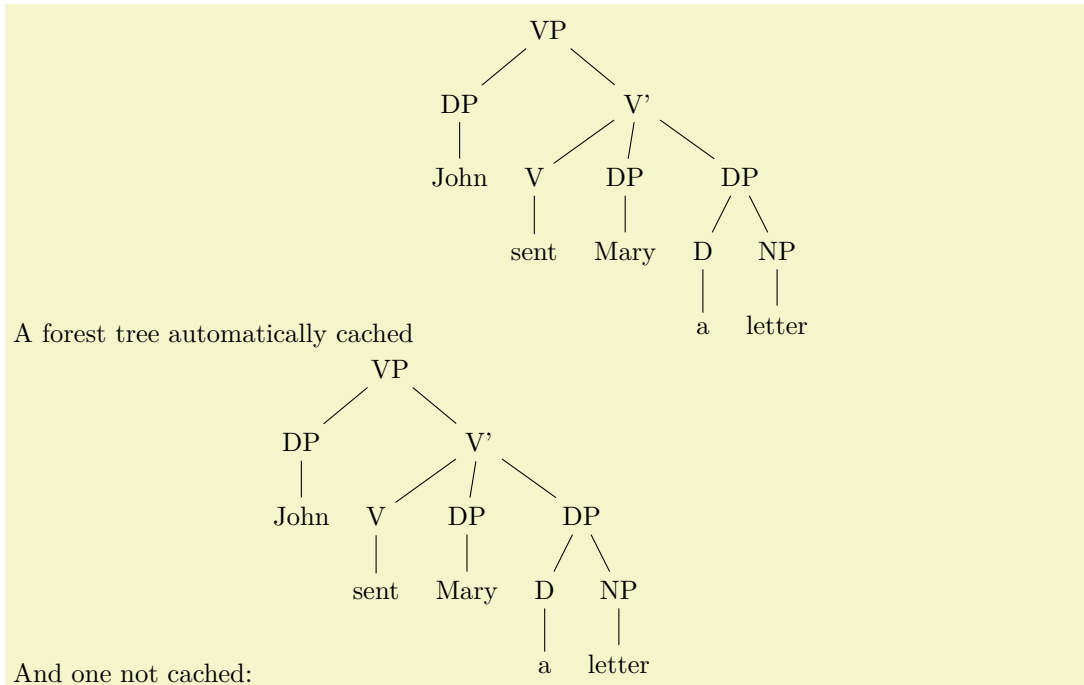 VP
DP V'
John V DP DP
sent Mary D NP
A forest tree automatically cached a letter
VP
DP V'
John V DP DP
sent Mary D NP
And one not cached: a letter